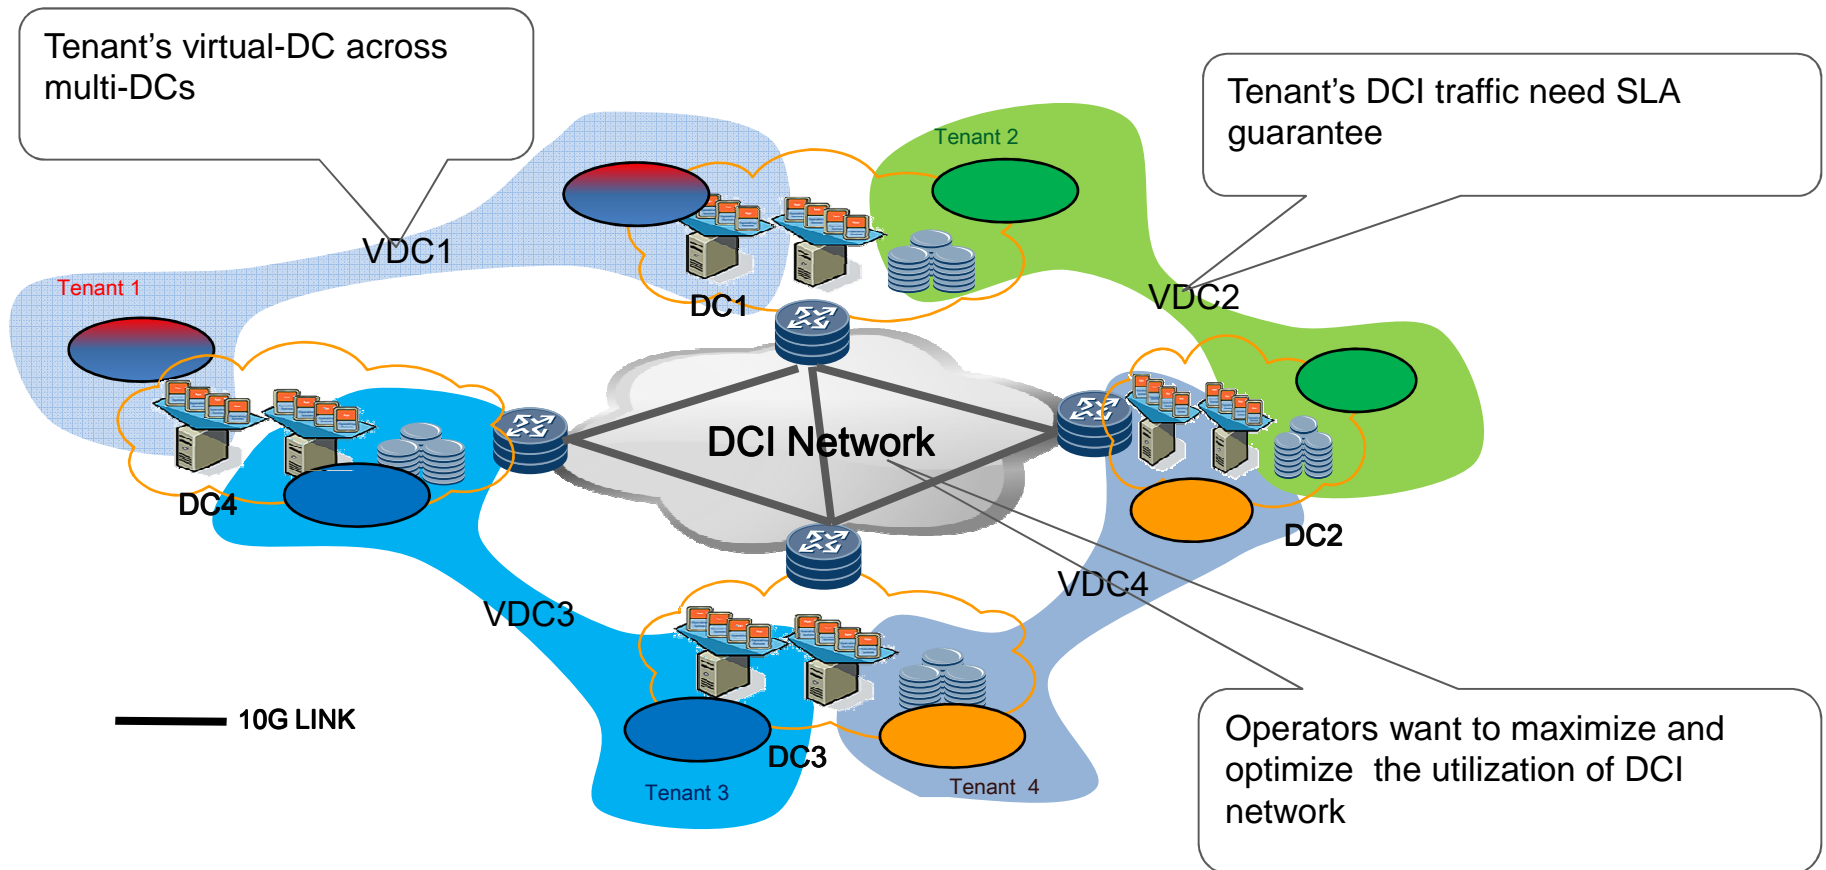 Tenant's virtual-DC across
multi-DCs
Tenant's DCI traffic need SLA
guarantee
Tenant 2
VDC1
Tenant 1
DC1
VDC2
DCI Network
DC4
DC2
VDC3
VDC4
10G LINK
DC3
Tenant 3
Tenant 4
Operators want to maximize and
optimize the utilization of DCI
network